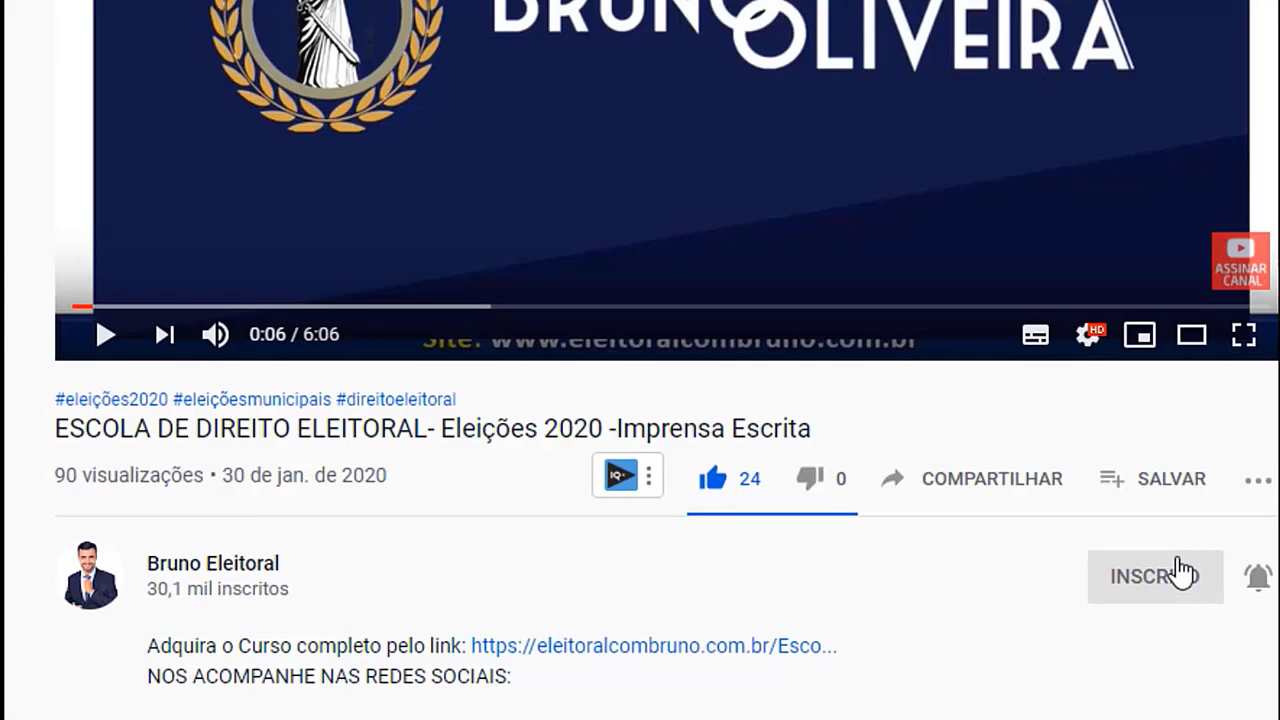 BRUNO OLIVEIRA
ASSINAR
CANAL
0:06 / 6:06
Site: www.eleitoralcombruno.com.br
HD
#eleições2020 #eleiçõesmunicipais #direitoeleitoral
ESCOLA DE DIREITO ELEITORAL- Eleições 2020 -Imprensa Escrita
90 visualizações • 30 de jan. de 2020
IQ
24
0
COMPARTILHAR
SALVAR
Bruno Eleitoral
30,1 mil inscritos
Adquira o Curso completo pelo link: https://eleitoralcombruno.com.br/Esco...
NOS ACOMPANHE NAS REDES SOCIAIS: